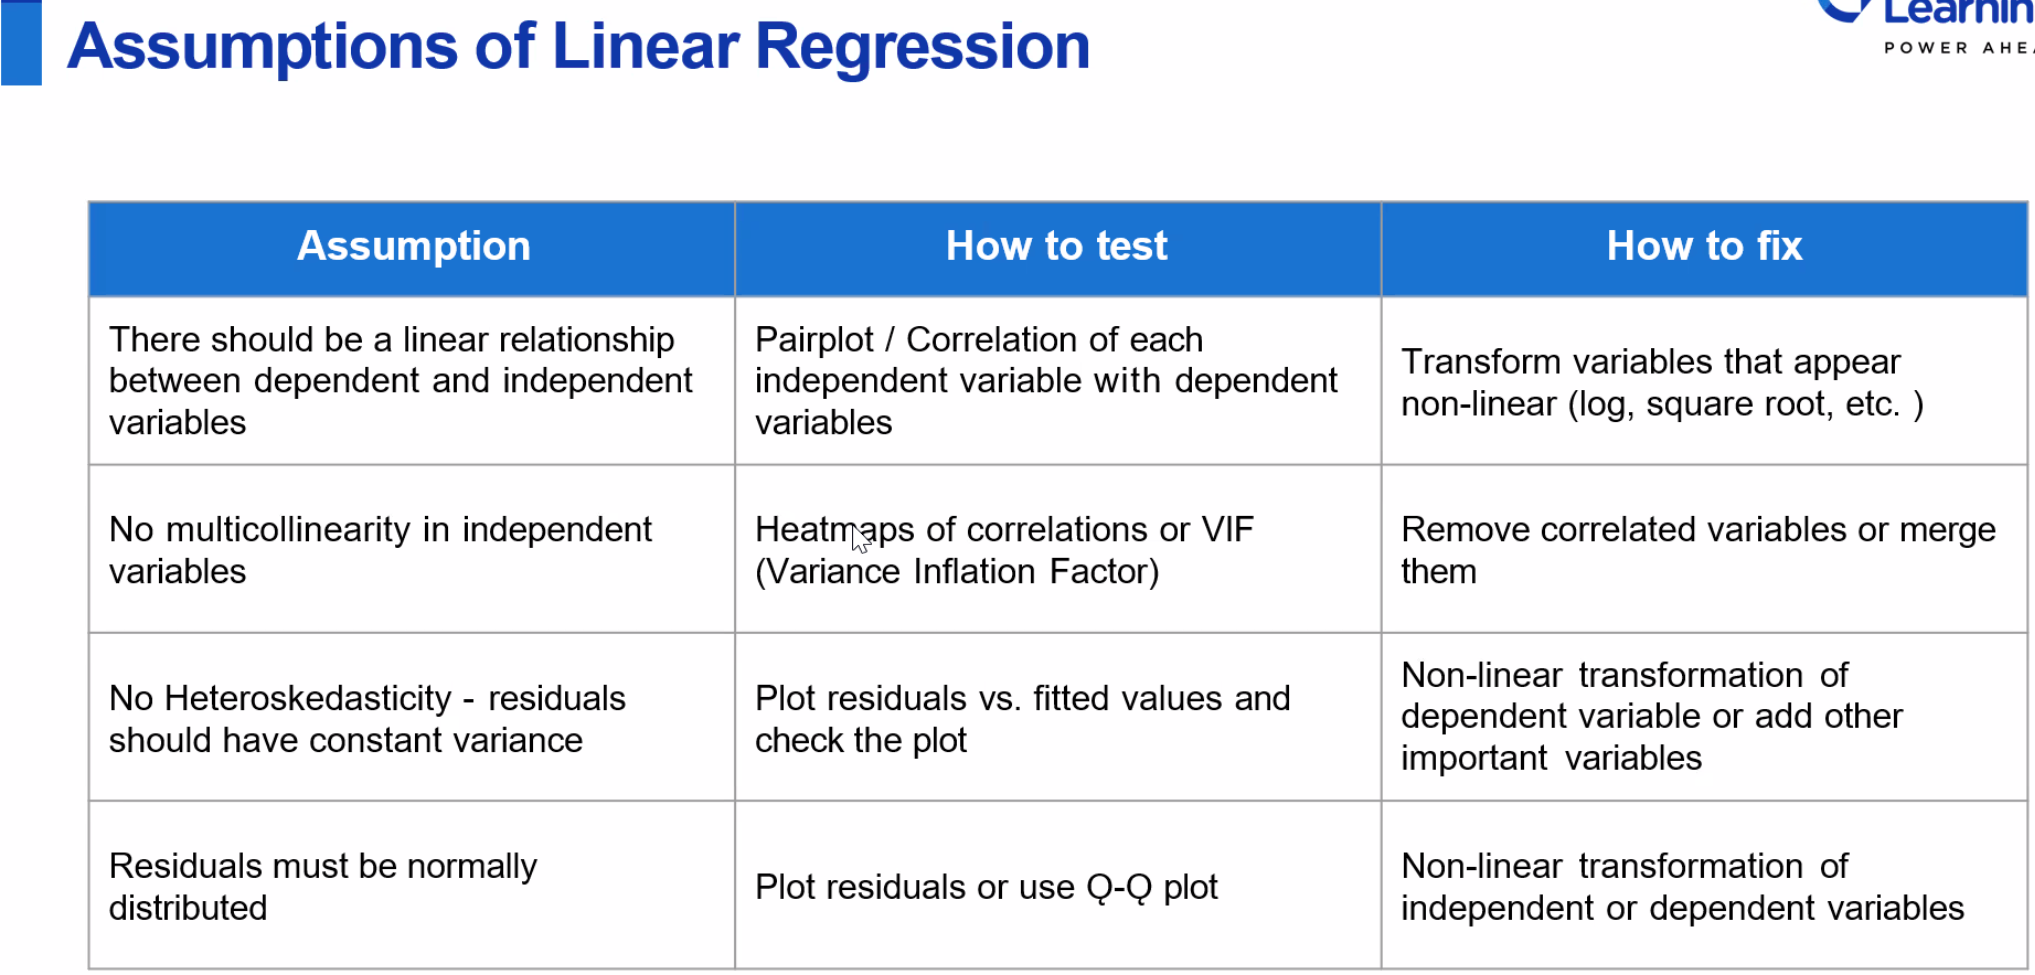 Assumptions of Linear Regression
Learnin
POWER AHEA
Assumption
How to test
How to fix
There should be a linear relationship
between dependent and independent
variables
Pairplot / Correlation of each
independent variable with dependent
variables
Transform variables that appear
non-linear (log, square root, etc. )
No multicollinearity in independent
variables
Heatmaps of correlations or VIF
(Variance Inflation Factor)
Remove correlated variables or merge
them
No Heteroskedasticity - residuals
should have constant variance
Plot residuals vs. fitted values and
check the plot
Non-linear transformation of
dependent variable or add other
important variables
Residuals must be normally
distributed
Plot residuals or use Q-Q plot
Non-linear transformation of
independent or dependent variables